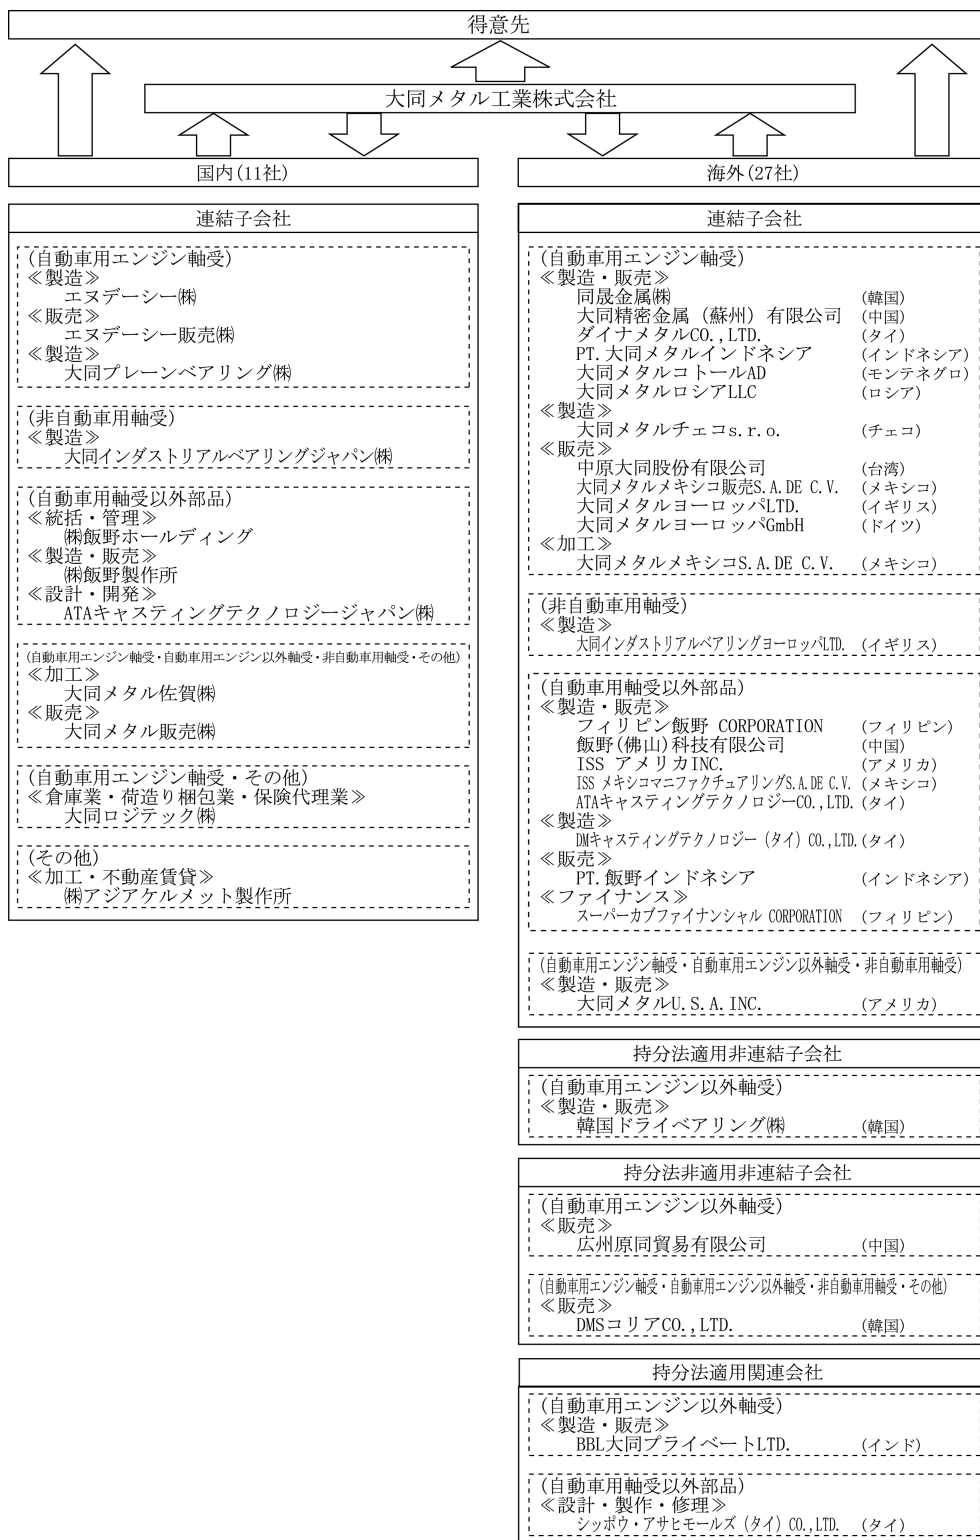 得意先
大同メタル工業株式会社
国内(11社)
連結子会社
(自動車用エンジン軸受)
≪製造≫
エヌデーシー㈱
≪販売≫
エヌデーシー販売㈱
≪製造≫
大同プレーンベアリング㈱
(非自動車用軸受)
≪製造≫
大同インダストリアルベアリングジャパン㈱
(自動車用軸受以外部品)
≪統括・管理≫
㈱飯野ホールディング
≪製造・販売≫
㈱飯野製作所
≪設計・開発≫
ATAキャスティングテクノロジージャパン㈱
(自動車用エンジン軸受・自動車用エンジン以外軸受・非自動車用軸受・その他)
≪加工≫
大同メタル佐賀㈱
≪販売≫
大同メタル販売㈱
(自動車用エンジン軸受・その他)
≪倉庫業・荷造り梱包業・保険代理業≫
大同ロジテック㈱
(その他)
≪加工・不動産賃貸≫
㈱アジアケルメット製作所
海外(27社)
連結子会社
(自動車用エンジン軸受)
≪製造・販売≫
同晟金属㈱ (韓国)
大同精密金属（蘇州）有限公司 (中国)
ダイナメタルCO.,LTD. (タイ)
PT.大同メタルインドネシア (インドネシア)
大同メタルコトールAD (モンテネグロ)
大同メタルロシアLLC (ロシア)
≪製造≫
大同メタルチェコs.r.o. (チェコ)
≪販売≫
中原大同股份有限公司 (台湾)
大同メタルメキシコ販売S.A.DE C.V. (メキシコ)
大同メタルヨーロッパLTD. (イギリス)
大同メタルヨーロッパGmbH (ドイツ)
≪加工≫
大同メタルメキシコS.A.DE C.V. (メキシコ)
(非自動車用軸受)
≪製造≫
大同インダストリアルベアリングヨーロッパLTD. (イギリス)
(自動車用軸受以外部品)
≪製造・販売≫
フィリピン飯野 CORPORATION (フィリピン)
飯野(佛山)科技有限公司 (中国)
ISS アメリカINC. (アメリカ)
ISS メキシコマニファクチュアリングS.A.DE C.V. (メキシコ)
ATAキャスティングテクノロジーCO.,LTD. (タイ)
≪製造≫
DMキャスティングテクノロジー（タイ）CO.,LTD. (タイ)
≪販売≫
PT.飯野インドネシア (インドネシア)
≪ファイナンス≫
スーパーカブファイナンシャル CORPORATION (フィリピン)
(自動車用エンジン軸受・自動車用エンジン以外軸受・非自動車用軸受)
≪製造・販売≫
大同メタルU.S.A.INC. (アメリカ)
持分法適用非連結子会社
(自動車用エンジン以外軸受)
≪製造・販売≫
韓国ドライベアリング㈱ (韓国)
持分法非適用非連結子会社
(自動車用エンジン以外軸受)
≪販売≫
広州原同貿易有限公司 (中国)
(自動車用エンジン軸受・自動車用エンジン以外軸受・非自動車用軸受・その他)
≪販売≫
DMSコリアCO.,LTD. (韓国)
持分法適用関連会社
(自動車用エンジン以外軸受)
≪製造・販売≫
BBL大同プライベートLTD. (インド)
(自動車用軸受以外部品)
≪設計・製作・修理≫
シッポウ・アサヒモールズ（タイ）CO.,LTD. (タイ)